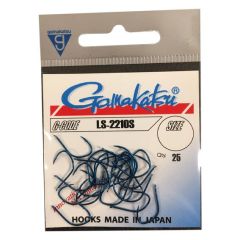 G
Gamakatsu
G-CODE
LS-2210S
SIZE
Qty. 25
HOOKS MADE IN JAPAN